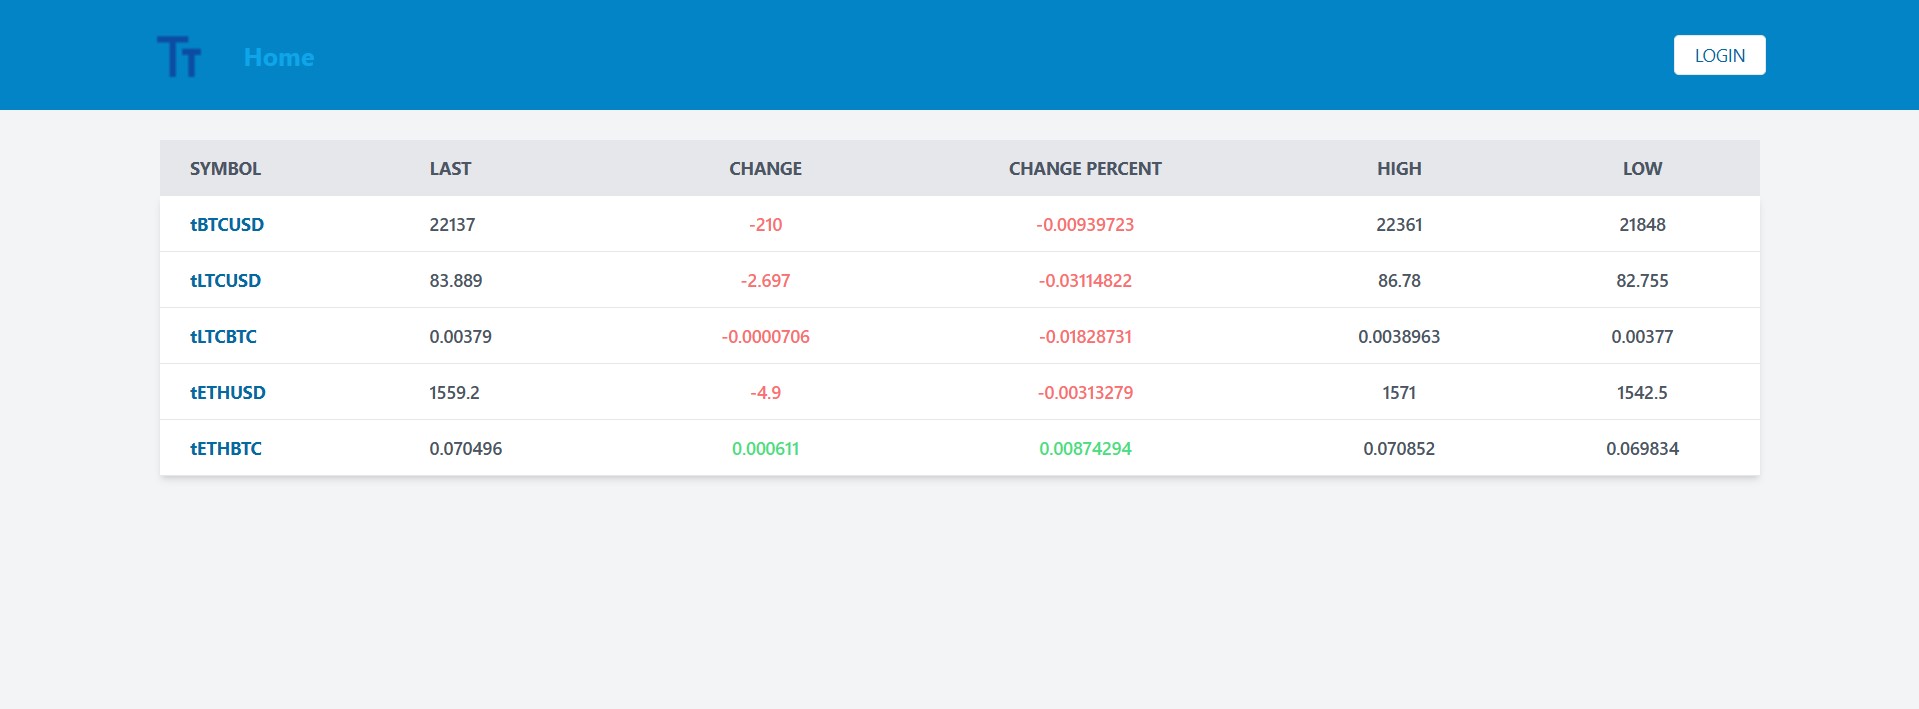 Tт Home LOGIN
SYMBOL LAST CHANGE CHANGE PERCENT HIGH LOW
tBTCUSD 22137 -210 -0.00939723 22361 21848
tLTCUSD 83.889 -2.697 -0.03114822 86.78 82.755
tLTCBTC 0.00379 -0.0000706 -0.01828731 0.0038963 0.00377
tETHUSD 1559.2 -4.9 -0.00313279 1571 1542.5
tETHBTC 0.070496 0.000611 0.00874294 0.070852 0.069834